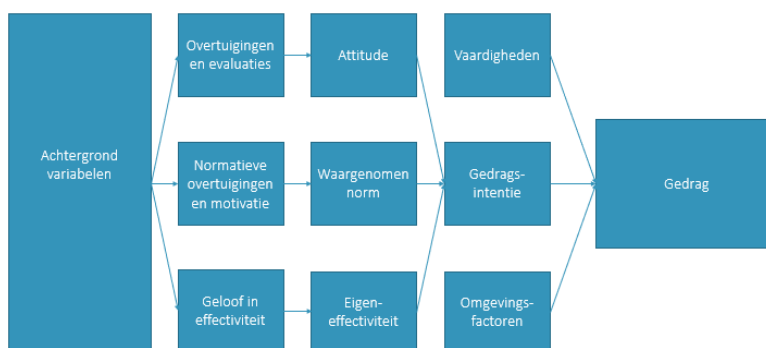 Achtergrond
variabelen
Overtuigingen
en evaluaties
Attitude
Vaardigheden
Normatieve
overtuigingen
en motivatie
Waargenomen
norm
Gedrags-
intentie
Gedrag
Geloof in
effectiviteit
Eigen-
effectiviteit
Omgevings-
factoren